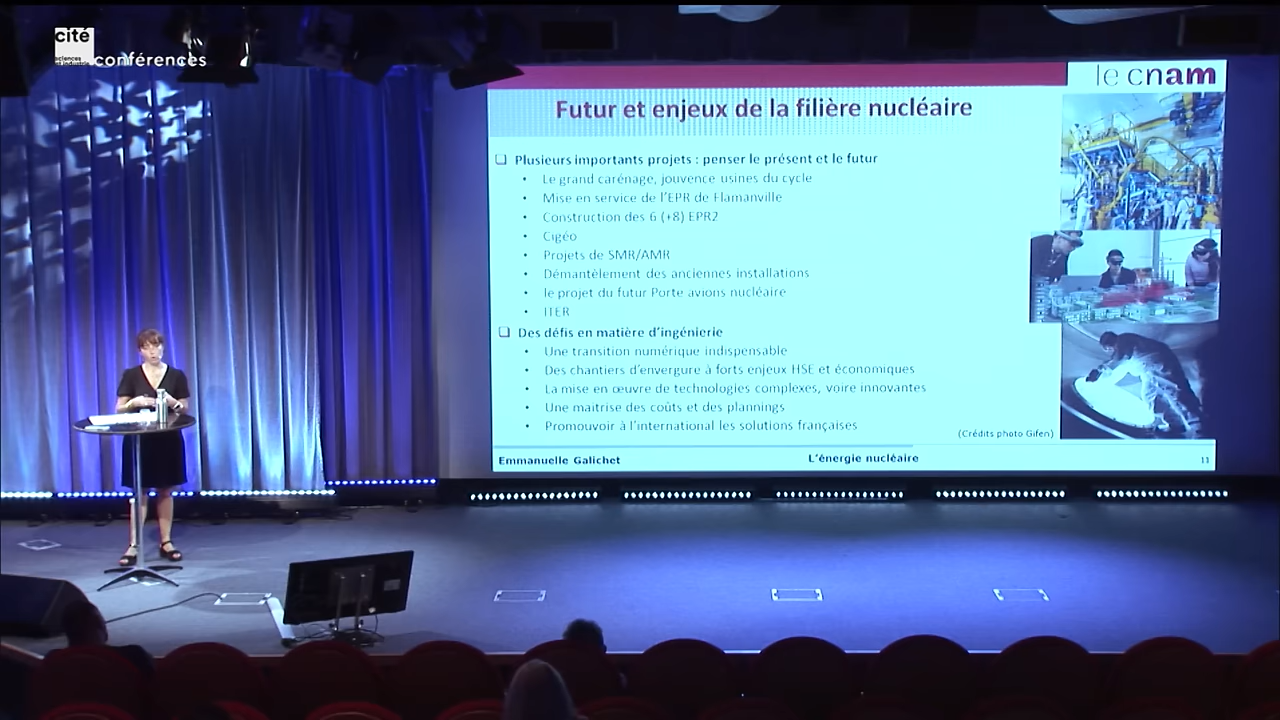 cité
sciences
et industrie
conférences
le cnam
Futur et enjeux de la filière nucléaire
❑ Plusieurs importants projets : penser le présent et le futur
• Le grand carénage, jouvence usines du cycle
• Mise en service de l'EPR de Flamanville
• Construction des 6 (+8) EPR2
• Cigéo
• Projets de SMR/AMR
• Démantèlement des anciennes installations
• le projet du futur Porte avions nucléaire
• ITER
❑ Des défis en matière d'ingénierie
• Une transition numérique indispensable
• Des chantiers d'envergure à forts enjeux HSE et économiques
• La mise en œuvre de technologies complexes, voire innovantes
• Une maitrise des coûts et des plannings
• Promouvoir à l'international les solutions françaises
(Crédits photo Gifen)
Emmanuelle Galichet
L'énergie nucléaire
11